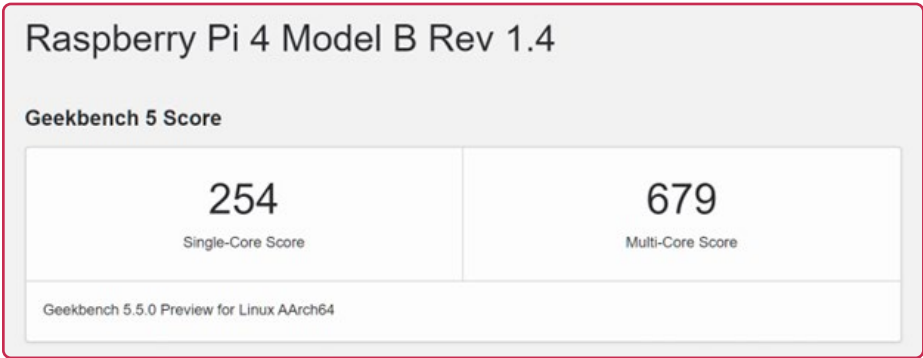 Raspberry Pi 4 Model B Rev 1.4
Geekbench 5 Score
254
Single-Core Score
679
Multi-Core Score
Geekbench 5.5.0 Preview for Linux AArch64